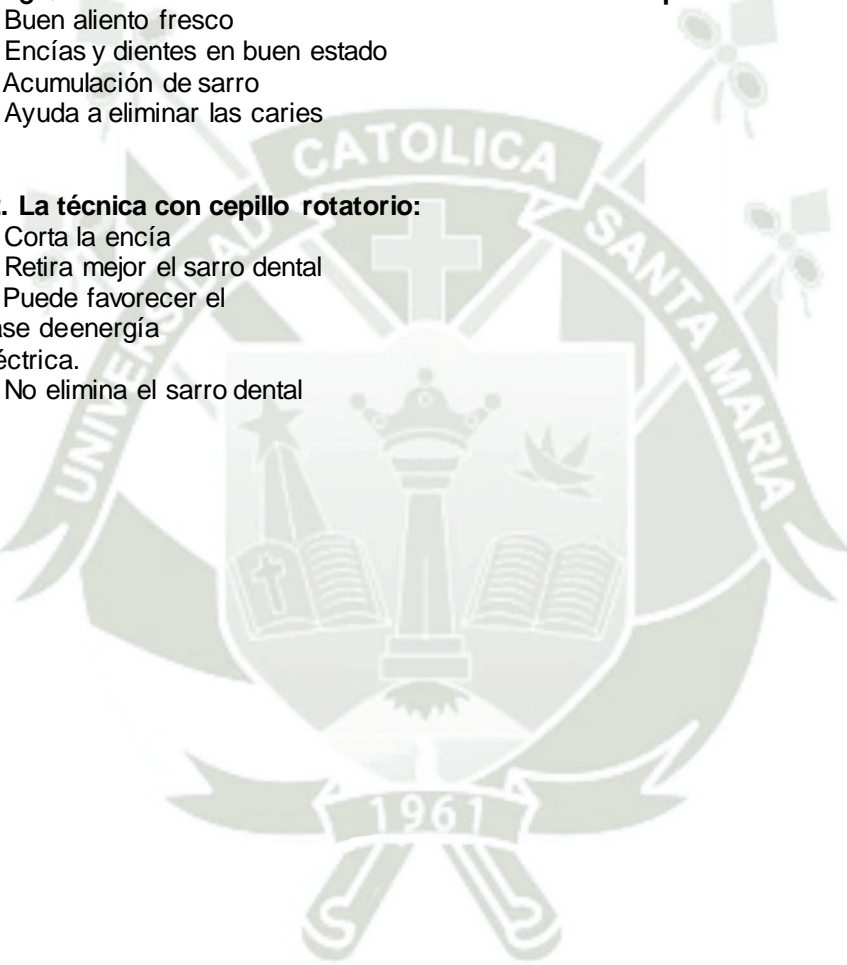 Buen aliento fresco
Encías y dientes en buen estado
Acumulación de sarro
Ayuda a eliminar las caries
. La técnica con cepillo rotatorio:
Corta la encía
Retira mejor el sarro dental
Puede favorecer el
se deenergía
éctrica.
No elimina el sarro dental
UNIVERSIDAD CATOLICA SANTA MARIA
1961